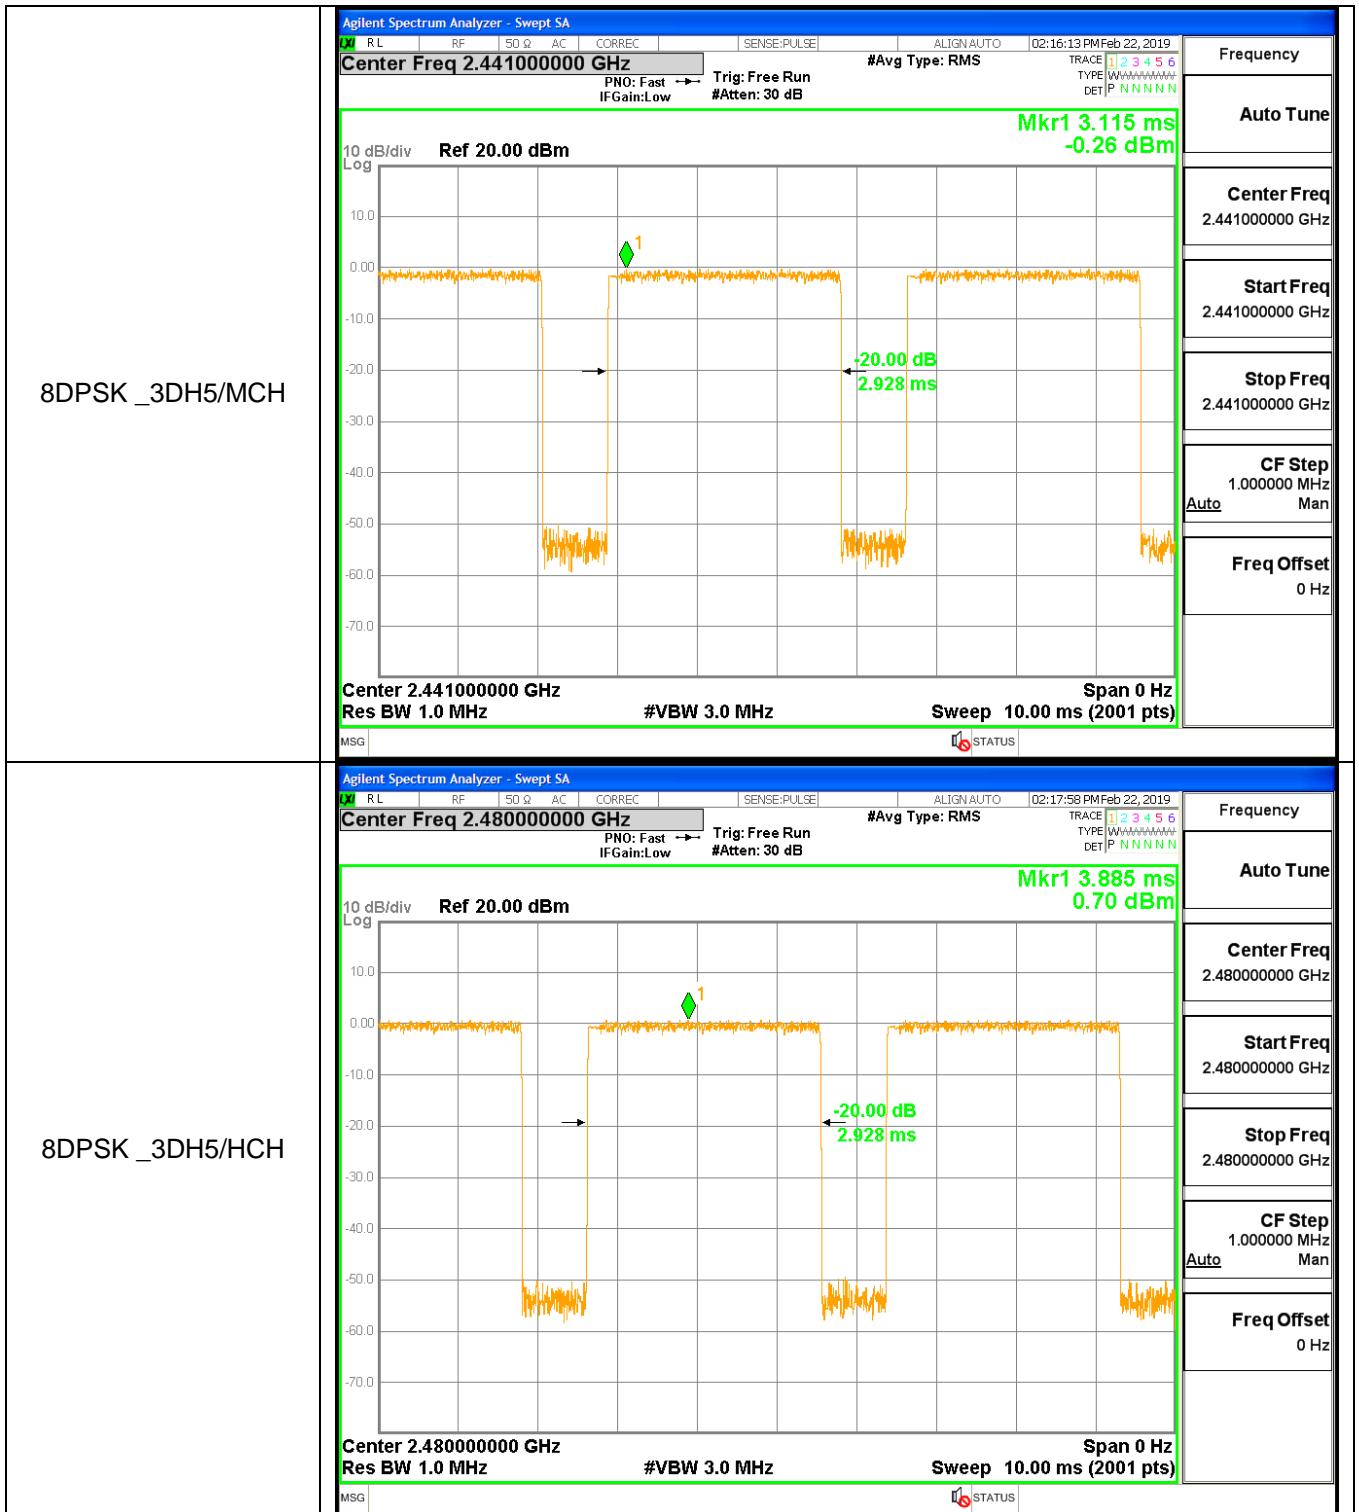 8DPSK _3DH5/MCH
Agilent Spectrum Analyzer - Swept SA
LXI RL RF 50 Ω AC CORREC SENSE:PULSE ALIGN AUTO 02:16:13 PM Feb 22, 2019
Center Freq 2.441000000 GHz
#Avg Type: RMS
TRACE 1 2 3 4 5 6
TYPE
DET P N N N N N
PNO: Fast
IFGain:Low
Trig: Free Run
#Atten: 30 dB
Mkr1 3.115 ms
-0.26 dBm
10 dB/div
Log
Ref 20.00 dBm
10.0
0.00
-10.0
-20.0
-30.0
-40.0
-50.0
-60.0
-70.0
1
-20.00 dB
2.928 ms
Center 2.441000000 GHz
Span 0 Hz
Res BW 1.0 MHz
#VBW 3.0 MHz
Sweep 10.00 ms (2001 pts)
MSG
STATUS
Frequency
Auto Tune
Center Freq
2.441000000 GHz
Start Freq
2.441000000 GHz
Stop Freq
2.441000000 GHz
CF Step
1.000000 MHz
Auto Man
Freq Offset
0 Hz
8DPSK _3DH5/HCH
Agilent Spectrum Analyzer - Swept SA
LXI RL RF 50 Ω AC CORREC SENSE:PULSE ALIGN AUTO 02:17:58 PM Feb 22, 2019
Center Freq 2.480000000 GHz
#Avg Type: RMS
TRACE 1 2 3 4 5 6
TYPE
DET P N N N N N
PNO: Fast
IFGain:Low
Trig: Free Run
#Atten: 30 dB
Mkr1 3.885 ms
0.70 dBm
10 dB/div
Log
Ref 20.00 dBm
10.0
0.00
-10.0
-20.0
-30.0
-40.0
-50.0
-60.0
-70.0
1
-20.00 dB
2.928 ms
Center 2.480000000 GHz
Span 0 Hz
Res BW 1.0 MHz
#VBW 3.0 MHz
Sweep 10.00 ms (2001 pts)
MSG
STATUS
Frequency
Auto Tune
Center Freq
2.480000000 GHz
Start Freq
2.480000000 GHz
Stop Freq
2.480000000 GHz
CF Step
1.000000 MHz
Auto Man
Freq Offset
0 Hz